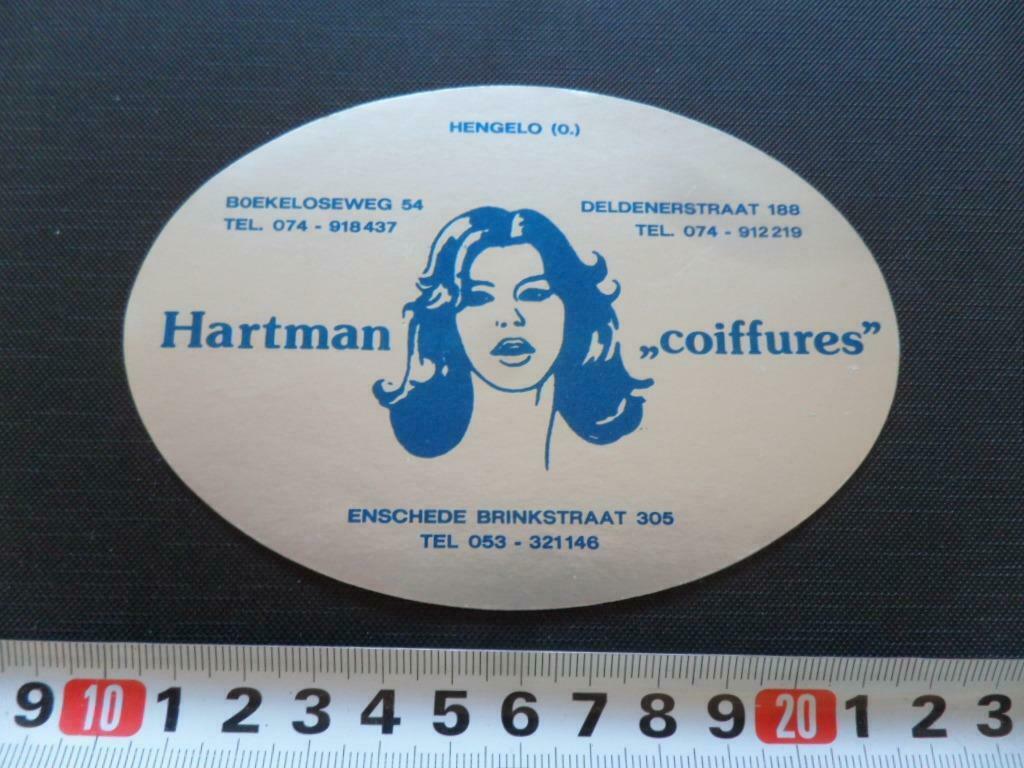 HENGELO (O.)
BOEKELOSEWEG 54
TEL. 074 - 918437
DELDENERSTRAAT 188
TEL. 074 - 912219
Hartman „coiffures”
ENSCHEDE BRINKSTRAAT 305
TEL 053 - 321146
9 10 1 2 3 4 5 6 7 8 9 20 1 2 3